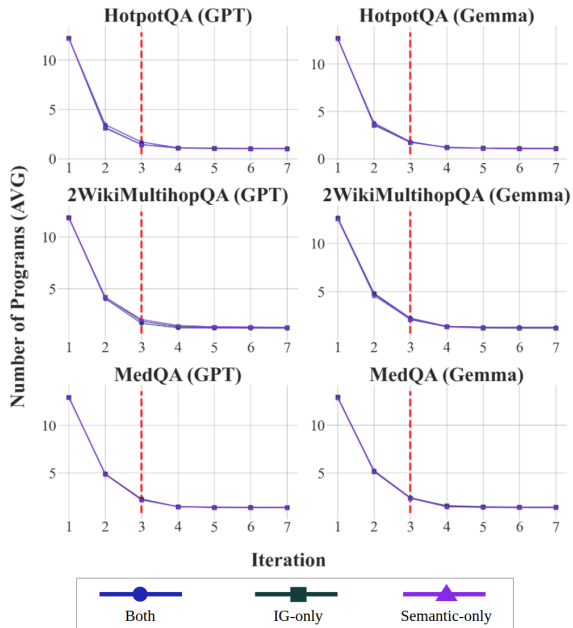 HotpotQA (GPT)
10
5
0
1 2 3 4 5 6 7
HotpotQA (Gemma)
10
5
0
1 2 3 4 5 6 7
Number of Programs (AVG)
2WikiMultihopQA (GPT)
10
5
1 2 3 4 5 6 7
2WikiMultihopQA (Gemma)
10
5
1 2 3 4 5 6 7
MedQA (GPT)
10
5
1 2 3 4 5 6 7
MedQA (Gemma)
10
5
1 2 3 4 5 6 7
Iteration
Both
IG-only
Semantic-only